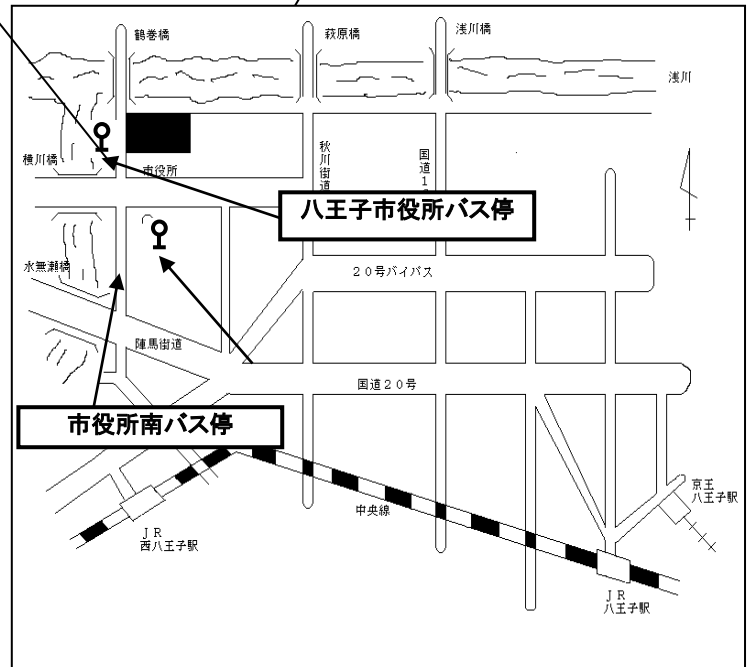 鶴巻橋
萩原橋
浅川橋
浅川
横川橋
市役所
秋川街道
国道1
八王子市役所バス停
水無瀬橋
20号バイパス
陣馬街道
国道20号
市役所南バス停
中央線
京王
八王子駅
JR
西八王子駅
JR
八王子駅